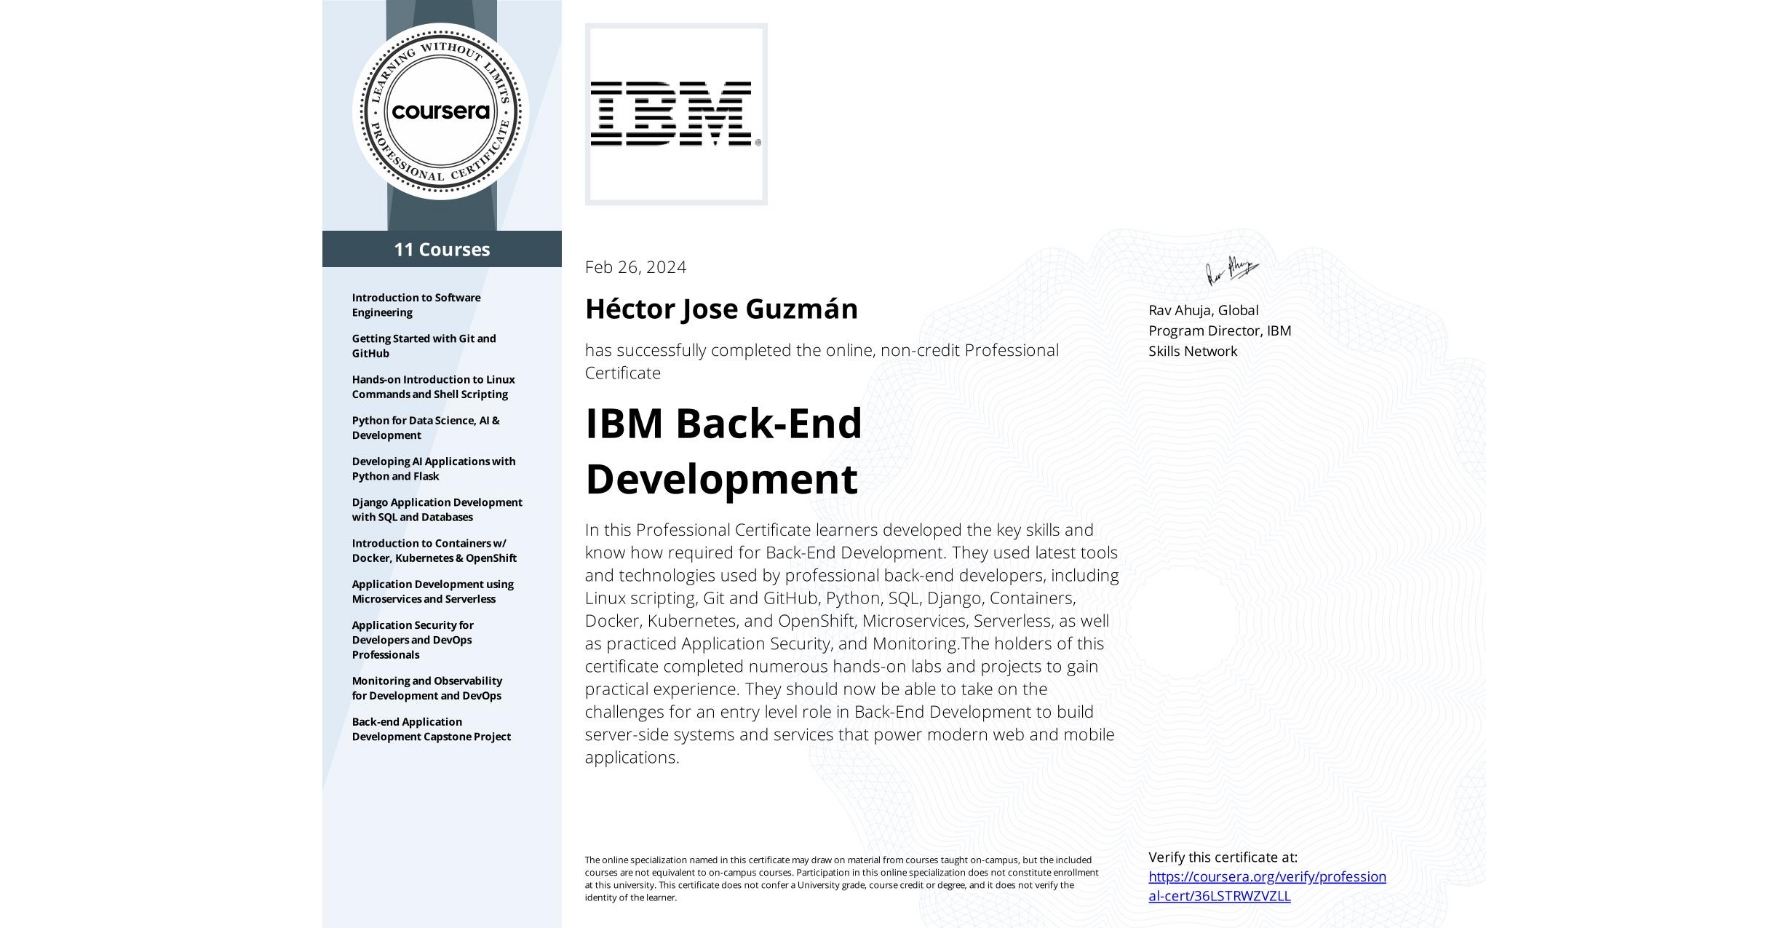 LEARNING WITHOUT LIMITS
coursera
PROFESSIONAL CERTIFICATE
11 Courses
Introduction to Software
Engineering
Getting Started with Git and
GitHub
Hands-on Introduction to Linux
Commands and Shell Scripting
Python for Data Science, AI &
Development
Developing AI Applications with
Python and Flask
Django Application Development
with SQL and Databases
Introduction to Containers w/
Docker, Kubernetes & OpenShift
Application Development using
Microservices and Serverless
Application Security for
Developers and DevOps
Professionals
Monitoring and Observability
for Development and DevOps
Back-end Application
Development Capstone Project
IBM®
Feb 26, 2024
Héctor Jose Guzmán
has successfully completed the online, non-credit Professional
Certificate
IBM Back-End
Development
In this Professional Certificate learners developed the key skills and
know how required for Back-End Development. They used latest tools
and technologies used by professional back-end developers, including
Linux scripting, Git and GitHub, Python, SQL, Django, Containers,
Docker, Kubernetes, and OpenShift, Microservices, Serverless, as well
as practiced Application Security, and Monitoring.The holders of this
certificate completed numerous hands-on labs and projects to gain
practical experience. They should now be able to take on the
challenges for an entry level role in Back-End Development to build
server-side systems and services that power modern web and mobile
applications.
The online specialization named in this certificate may draw on material from courses taught on-campus, but the included
courses are not equivalent to on-campus courses. Participation in this online specialization does not constitute enrollment
at this university. This certificate does not confer a University grade, course credit or degree, and it does not verify the
identity of the learner.
Rav Ahuja, Global
Program Director, IBM
Skills Network
Verify this certificate at:
https://coursera.org/verify/profession
al-cert/36LSTRWZVZLL